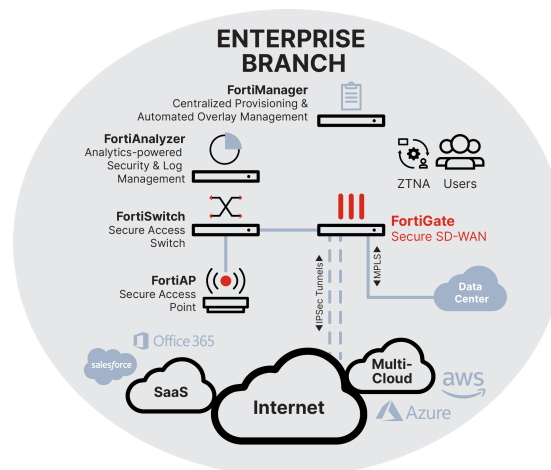 ENTERPRISE
BRANCH
FortiManager
Centralized Provisioning &
Automated Overlay Management
FortiAnalyzer
Analytics-powered
Security & Log
Management
ZTNA
Users
FortiSwitch
Secure Access
Switch
FortiGate
Secure SD-WAN
FortiAP
Secure Access
Point
◄IPSec Tunnels►
◄MPLS►
Data
Center
Office 365
salesforce
SaaS
Internet
Multi-
Cloud
aws
Azure